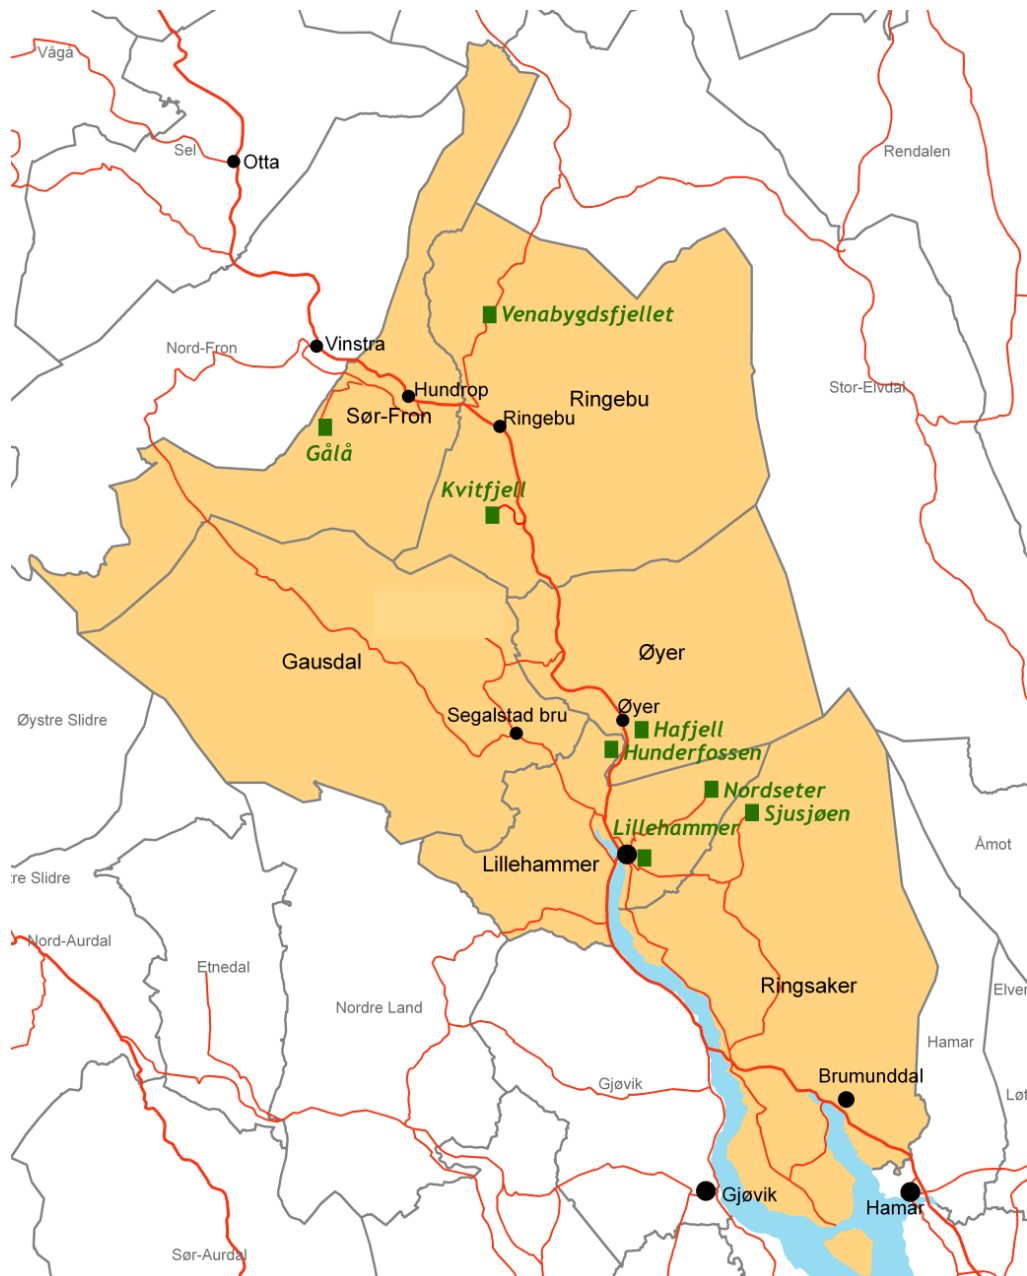 Vågå
Sel
Otta
Rendalen
Venabygdsfjellet
Vinstra
Nord-Fron
Hundrop
Stor-Elvdal
Ringebu
Sør-Fron
Ringebu
Gålå
Kvitfjell
Gausdal
Øyer
Øystre Slidre
Segalstad bru
Øyer
Hafjell
Hunderfossen
Nordseter
Sjusjøen
Lillehammer
Åmot
Lillehammer
tre Slidre
Nord-Aurdal
Etnedal
Ringsaker
Elver
Nordre Land
Hamar
Brumunddal
Gjøvik
Løt
Gjøvik
Hamar
Sør-Aurdal